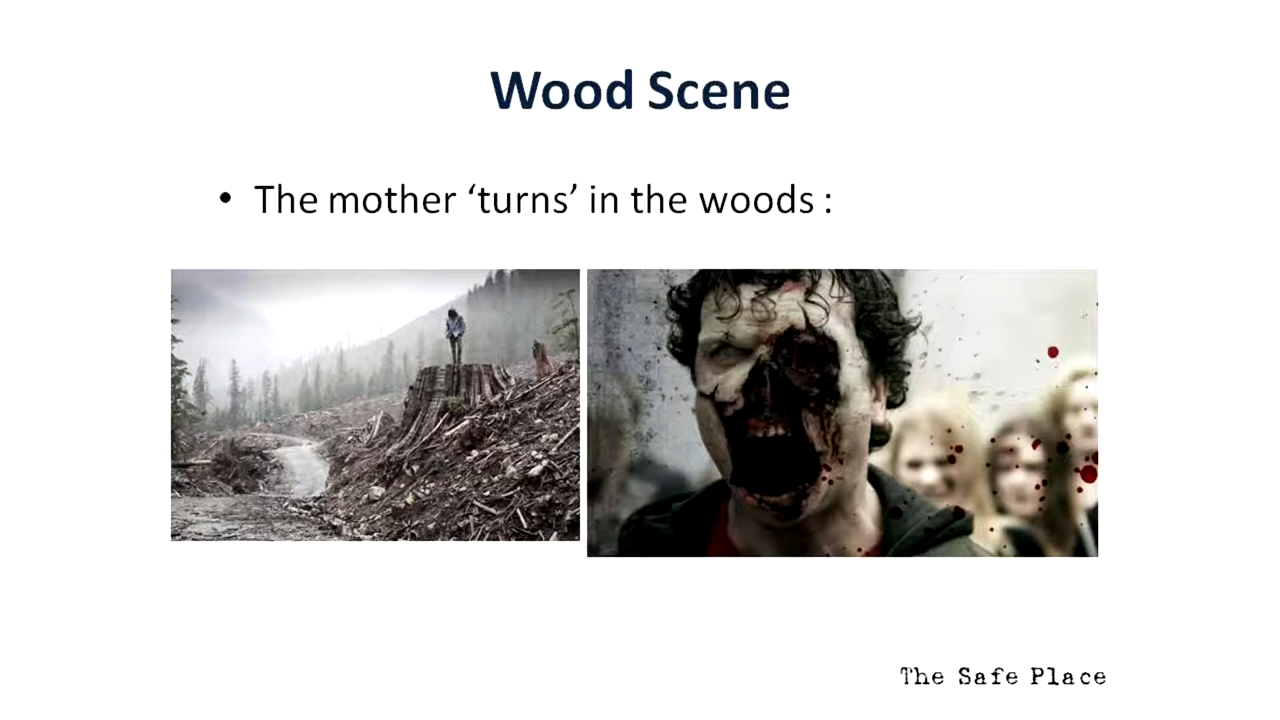 Wood Scene
• The mother ‘turns’ in the woods :
The Safe Place